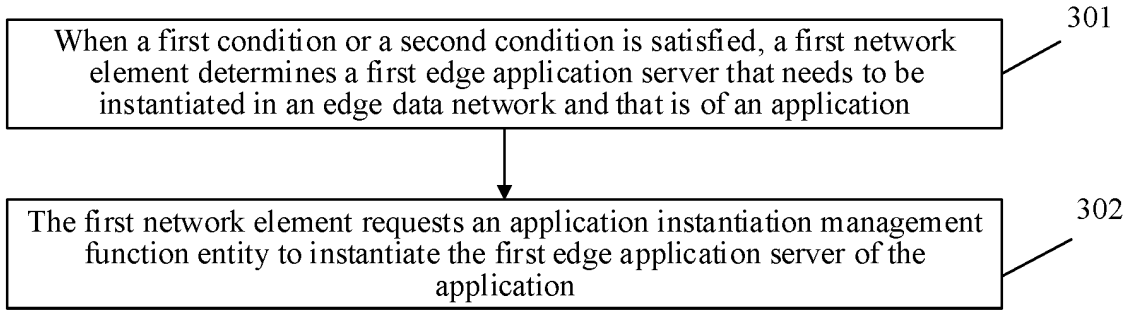 301
When a first condition or a second condition is satisfied, a first network
element determines a first edge application server that needs to be
instantiated in an edge data network and that is of an application
302
The first network element requests an application instantiation management
function entity to instantiate the first edge application server of the
application